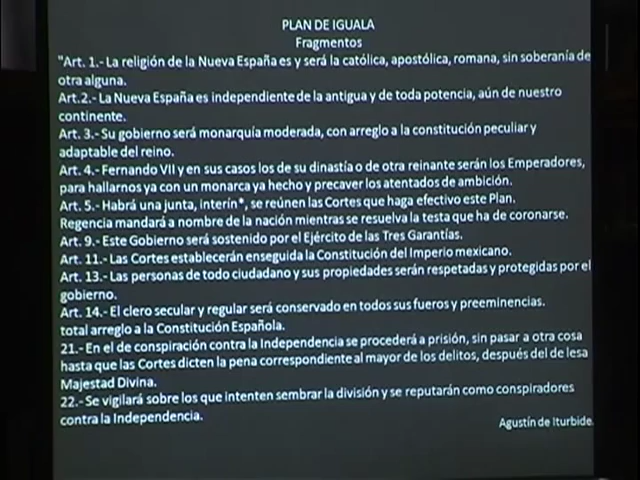 PLAN DE IGUALA
Fragmentos
"Art. 1.- La religión de la Nueva España es y será la católica, apostólica, romana, sin soberanía de
otra alguna.
Art.2.- La Nueva España es independiente de la antigua y de toda potencia, aún de nuestro
continente.
Art. 3.- Su gobierno será monarquía moderada, con arreglo a la constitución peculiar y
adaptable del reino.
Art. 4.- Fernando VII y en sus casos los de su dinastía o de otra reinante serán los Emperadores,
para hallarnos ya con un monarca ya hecho y precaver los atentados de ambición.
Art. 5.- Habrá una junta, interín*, se reúnen las Cortes que haga efectivo este Plan.
Regencia mandará a nombre de la nación mientras se resuelva la testa que ha de coronarse.
Art. 9.- Este Gobierno será sostenido por el Ejército de las Tres Garantías.
Art. 11.- Las Cortes establecerán enseguida la Constitución del Imperio mexicano.
Art. 13.- Las personas de todo ciudadano y sus propiedades serán respetadas y protegidas por el
gobierno.
Art. 14.- El clero secular y regular será conservado en todos sus fueros y preeminencias.
total arreglo a la Constitución Española.
21.- En el de conspiración contra la Independencia se procederá a prisión, sin pasar a otra cosa
hasta que las Cortes dicten la pena correspondiente al mayor de los delitos, después del de lesa
Majestad Divina.
22.- Se vigilará sobre los que intenten sembrar la división y se reputarán como conspiradores
contra la Independencia.
Agustín de Iturbide.